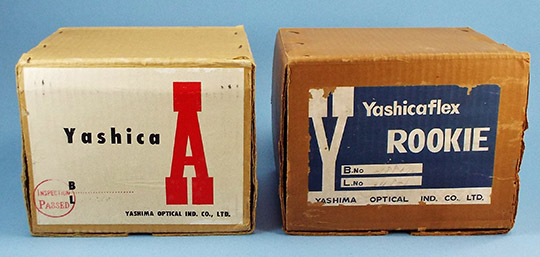 Yashica A
B
L
INSPECTION
PASSED
YASHIMA OPTICAL IND. CO., LTD.
Y
Yashicaflex
ROOKIE
B.No
L.No
YASHIMA OPTICAL IND. CO., LTD.